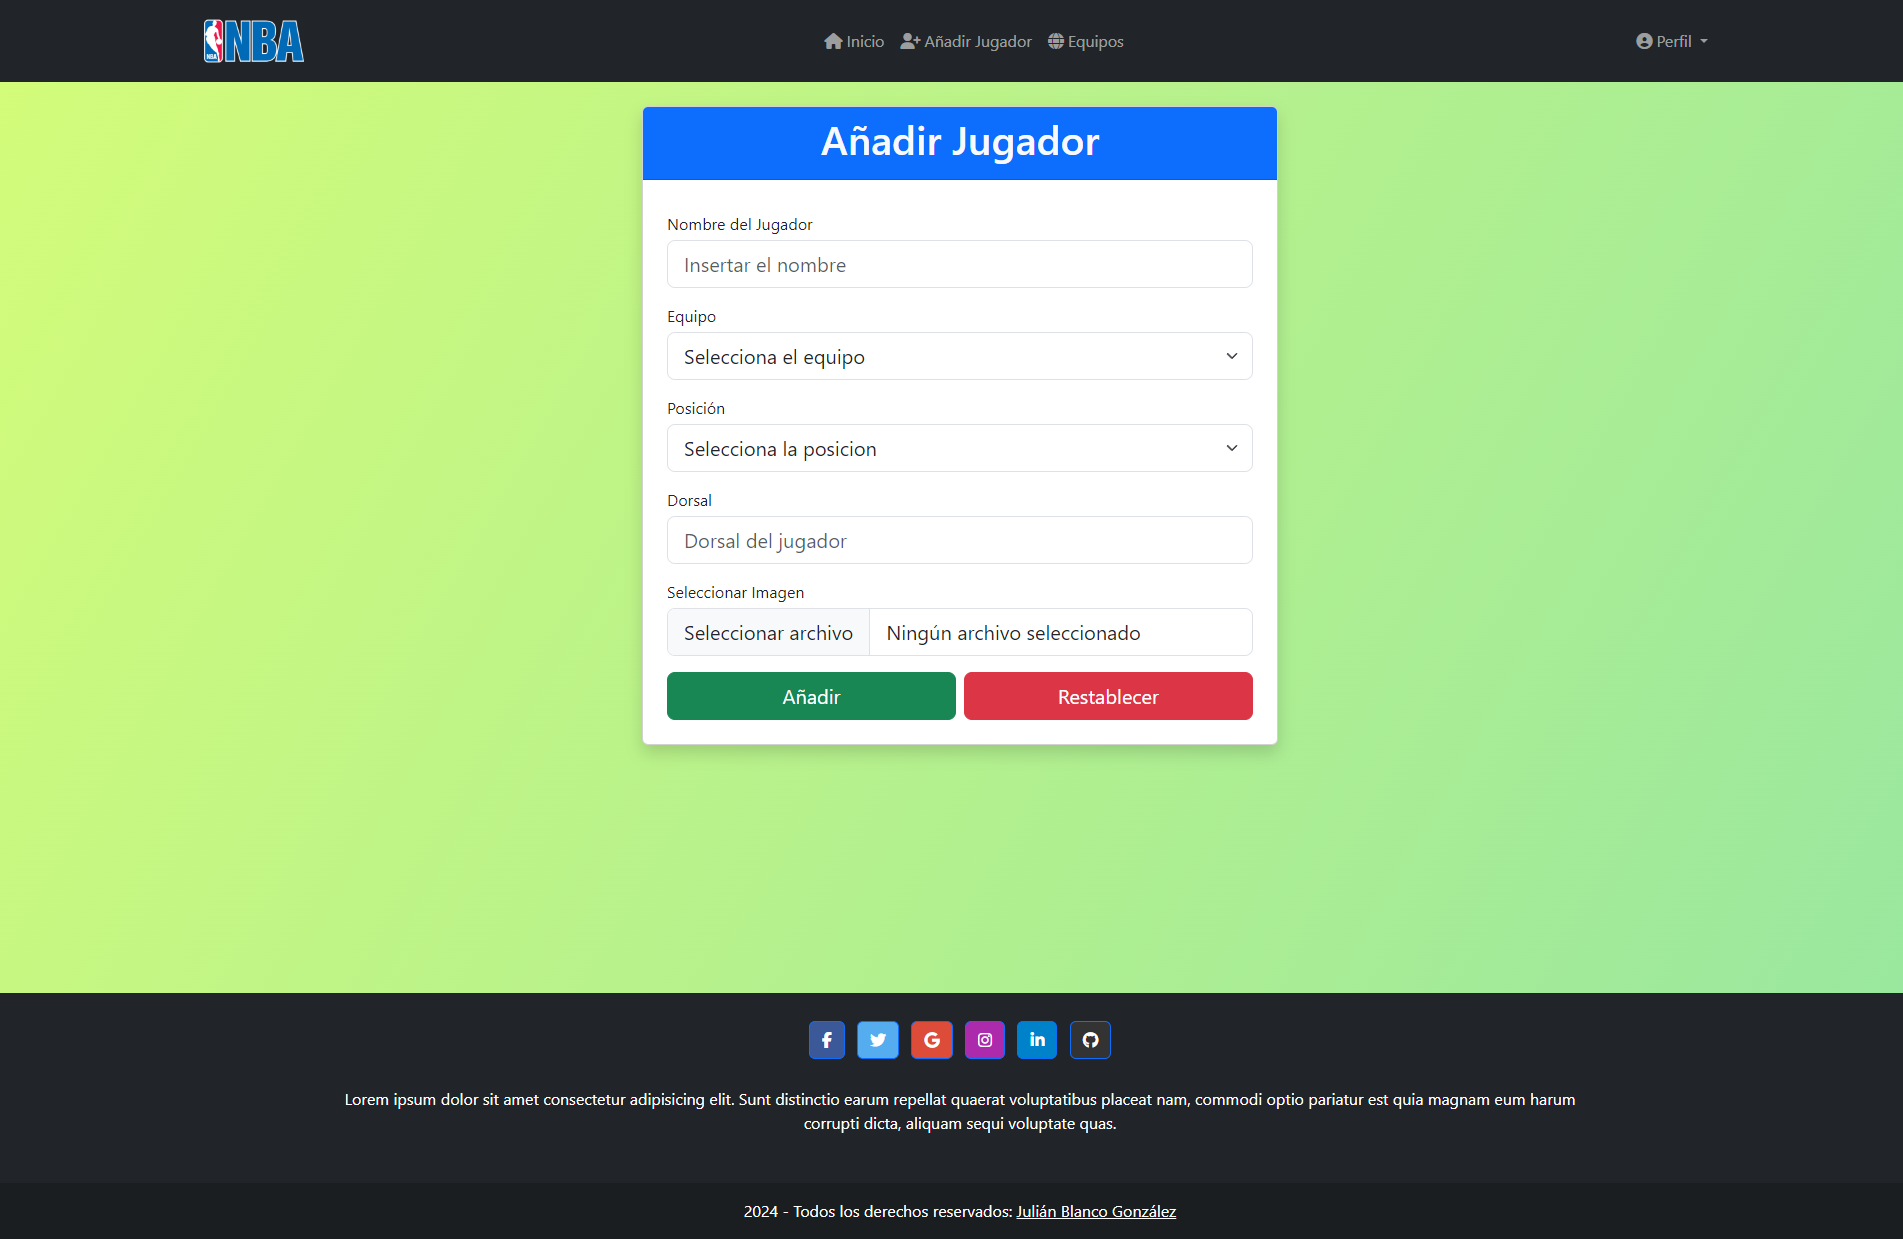 NBA NBA
Inicio Añadir Jugador Equipos Perfil
Añadir Jugador
Nombre del Jugador
Insertar el nombre
Equipo
Selecciona el equipo
Posición
Selecciona la posicion
Dorsal
Dorsal del jugador
Seleccionar Imagen
Seleccionar archivo Ningún archivo seleccionado
Añadir Restablecer
Lorem ipsum dolor sit amet consectetur adipisicing elit. Sunt distinctio earum repellat quaerat voluptatibus placeat nam, commodi optio pariatur est quia magnam eum harum
corrupti dicta, aliquam sequi voluptate quas.
2024 - Todos los derechos reservados: Julián Blanco González